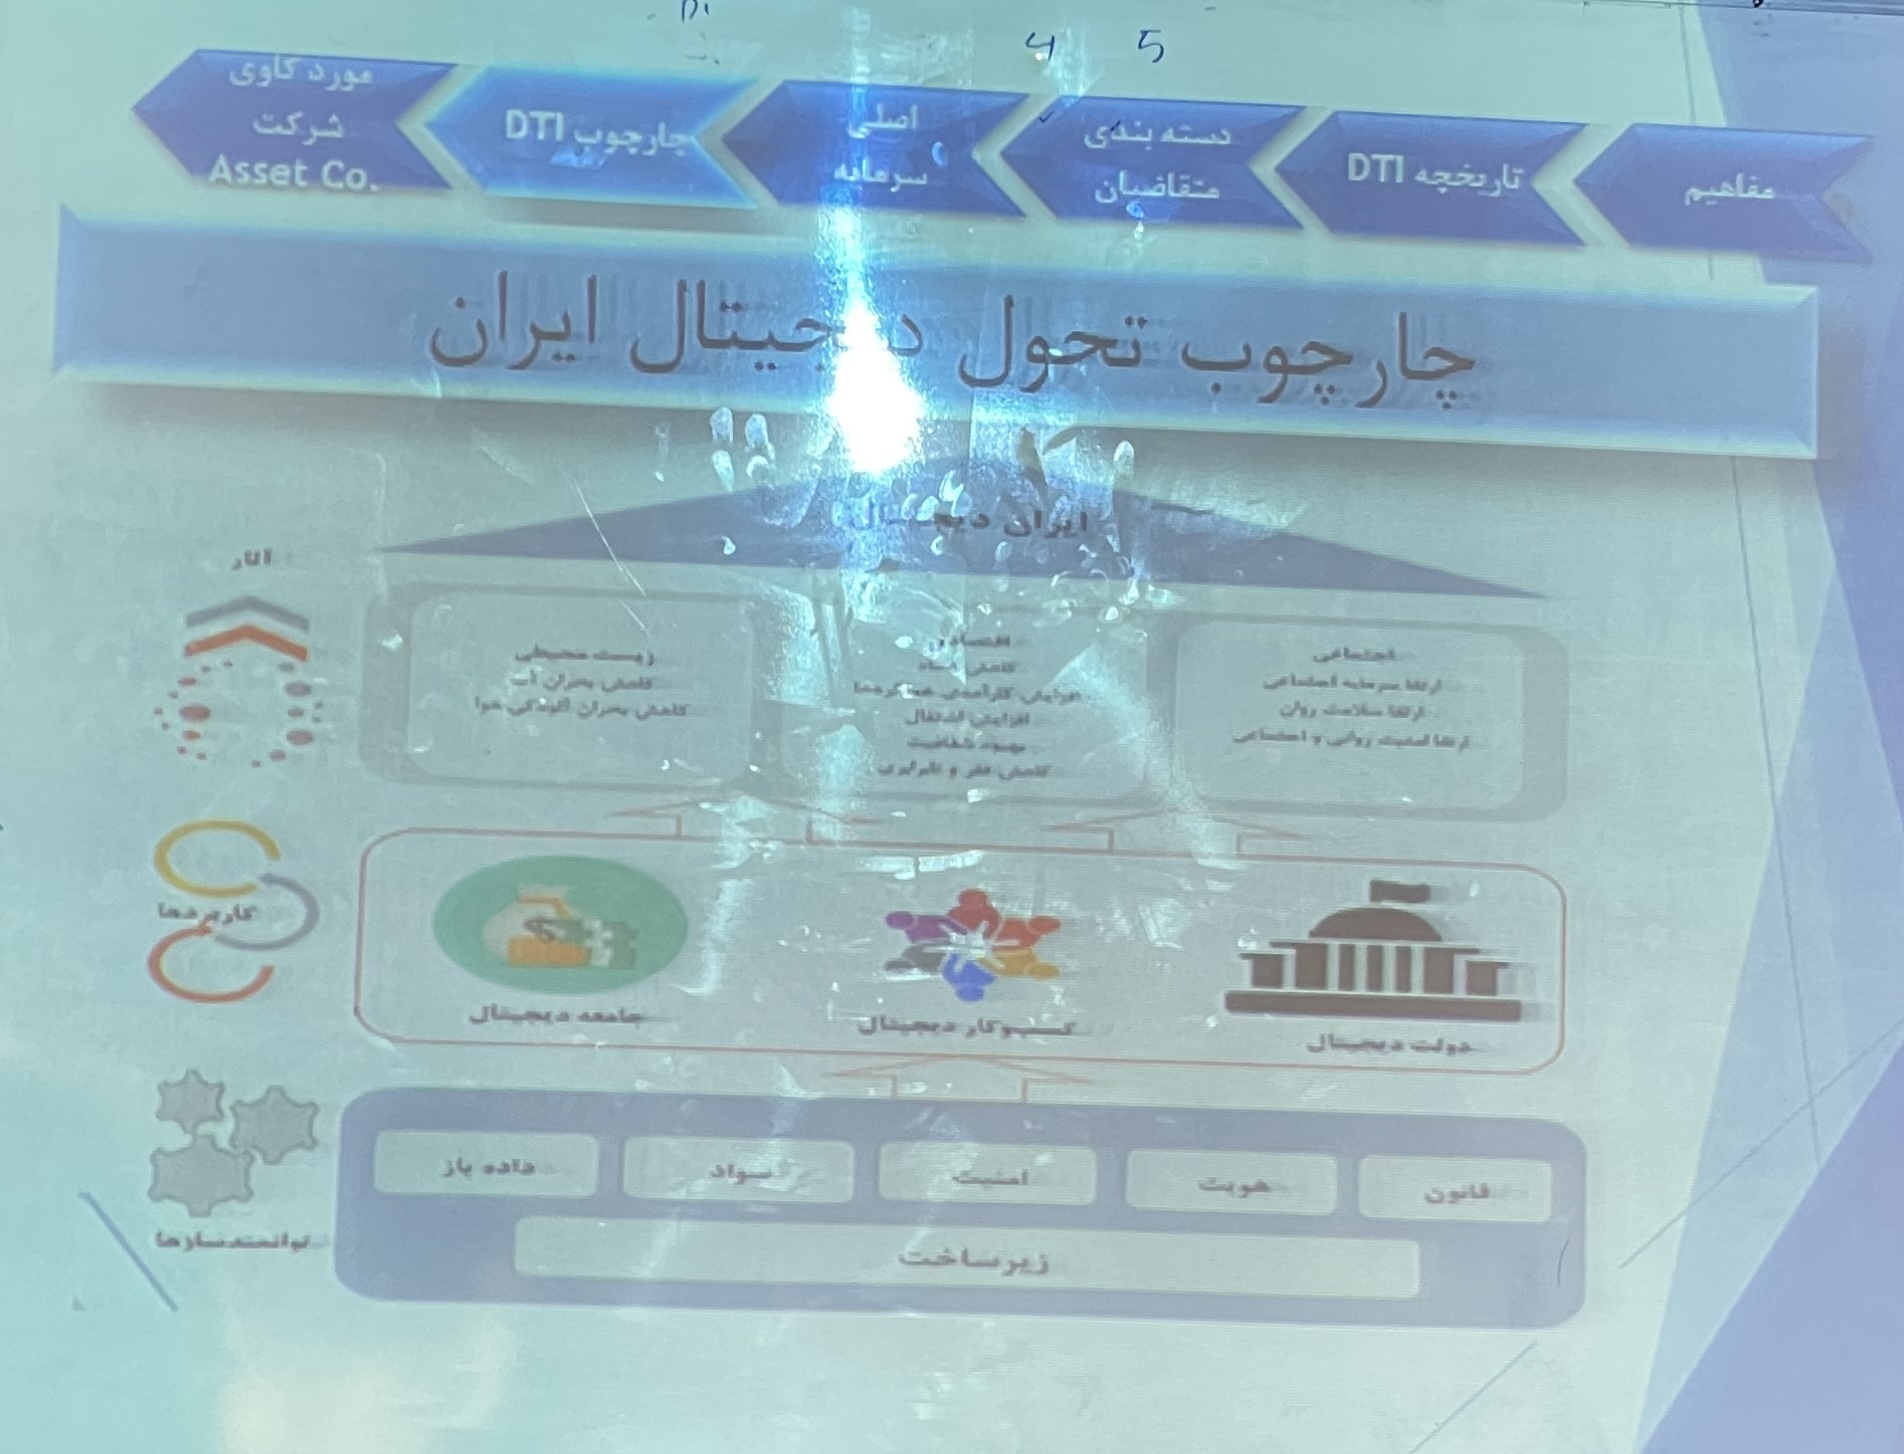 4 5
مفاهیم
تاریخچه DTI
دسته بندی
متقاضیان
اصلی
سرمایه
چارچوب DTI
مورد کاوی
شرکت
Asset Co.
چارچوب تحول دیجیتال ایران
ایران دیجیتال
آثار
اجتماعی
ارتقا سرمایه اجتماعی
ارتقا سلامت روان
ارتقا امنیت روانی و اجتماعی
اقتصادی
کاهش فساد
افزایش کارآمدی
افزایش اشتغال
بهبود شفافیت
کاهش فقر و نابرابری
زیست محیطی
کاهش بحران آب
کاهش بحران آلودگی هوا
کاربردها
دولت دیجیتال
کسب‌وکار دیجیتال
جامعه دیجیتال
توانمندسازها
قانون
هویت
امنیت
سواد
داده باز
زیرساخت